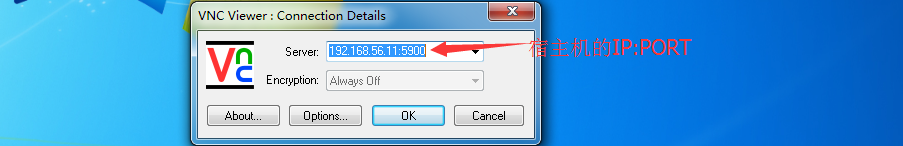 VNC Viewer : Connection Details
Server: 192.168.56.11:5900
宿主机的IP:PORT
VNC
Encryption: Always Off
About... Options... OK Cancel